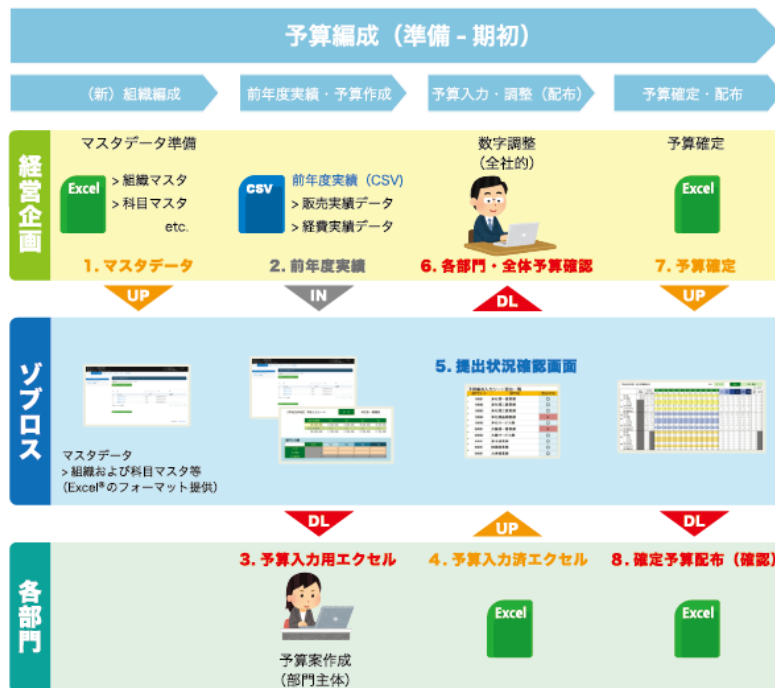 予算編成（準備 - 期初）
（新）組織編成
前年度実績・予算作成
予算入力・調整（配布）
予算確定・配布
経営企画
マスタデータ準備
Excel
> 組織マスタ
> 科目マスタ
etc.
1. マスタデータ
UP
CSV
前年度実績（CSV)
> 販売実績データ
> 経費実績データ
2. 前年度実績
IN
数字調整
（全社的）
6. 各部門・全体予算確認
DL
予算確定
Excel
7. 予算確定
UP
ゾブロス
マスタデータ
> 組織および科目マスタ等
（Excel®のフォーマット提供）
5. 提出状況確認画面
DL
UP
DL
各部門
3. 予算入力用エクセル
予算案作成
（部門主体）
4. 予算入力済エクセル
Excel
8. 確定予算配布（確認）
Excel